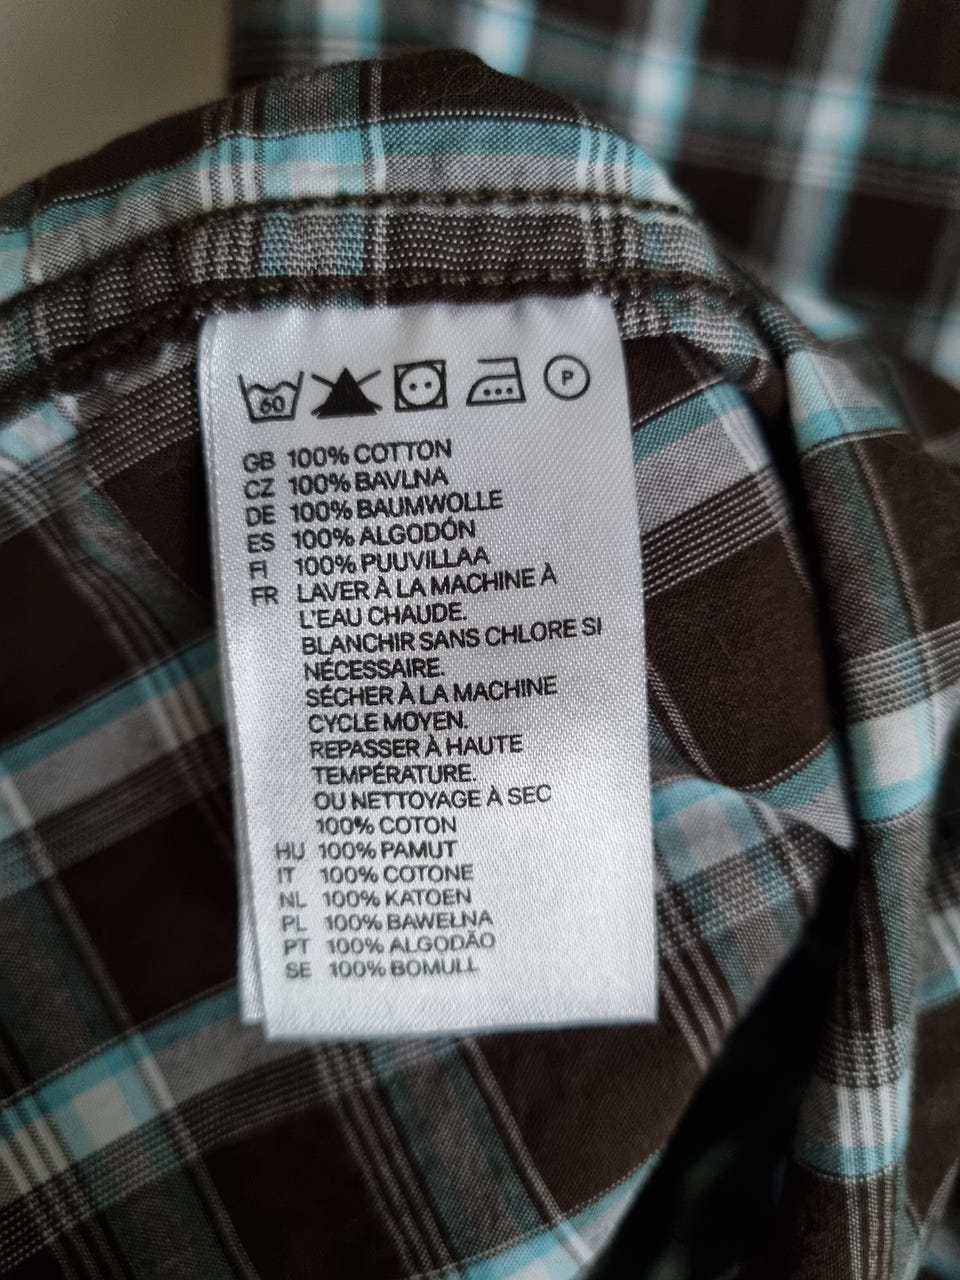 60 P
GB 100% COTTON
CZ 100% BAVLNA
DE 100% BAUMWOLLE
ES 100% ALGODÓN
FI 100% PUUVILLAA
FR LAVER À LA MACHINE À
L'EAU CHAUDE.
BLANCHIR SANS CHLORE SI
NÉCESSAIRE.
SÉCHER À LA MACHINE
CYCLE MOYEN.
REPASSER À HAUTE
TEMPÉRATURE.
OU NETTOYAGE À SEC
100% COTON
HU 100% PAMUT
IT 100% COTONE
NL 100% KATOEN
PL 100% BAWEŁNA
PT 100% ALGODÃO
SE 100% BOMULL